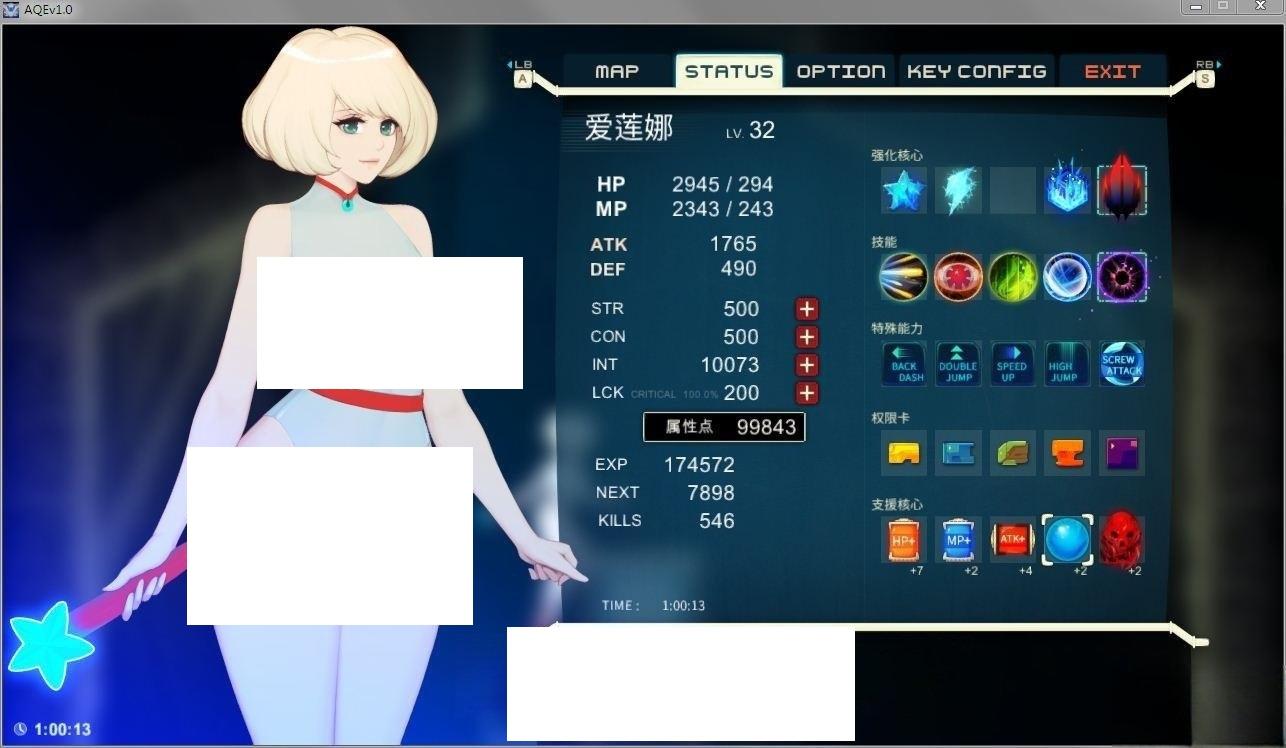 AQEv1.0
LB
A
MAP
STATUS
OPTION
KEY CONFIG
EXIT
RB
S
爱莲娜 LV. 32
HP 2945 / 294
MP 2343 / 243
ATK 1765
DEF 490
STR 500
CON 500
INT 10073
LCK CRITICAL 100.0% 200
属性点 99843
EXP 174572
NEXT 7898
KILLS 546
TIME : 1:00:13
强化核心
技能
特殊能力
BACK DASH
DOUBLE JUMP
SPEED UP
HIGH JUMP
SCREW ATTACK
权限卡
支援核心
HP+ MP+ ATK+
+7 +2 +4 +2 +2
1:00:13